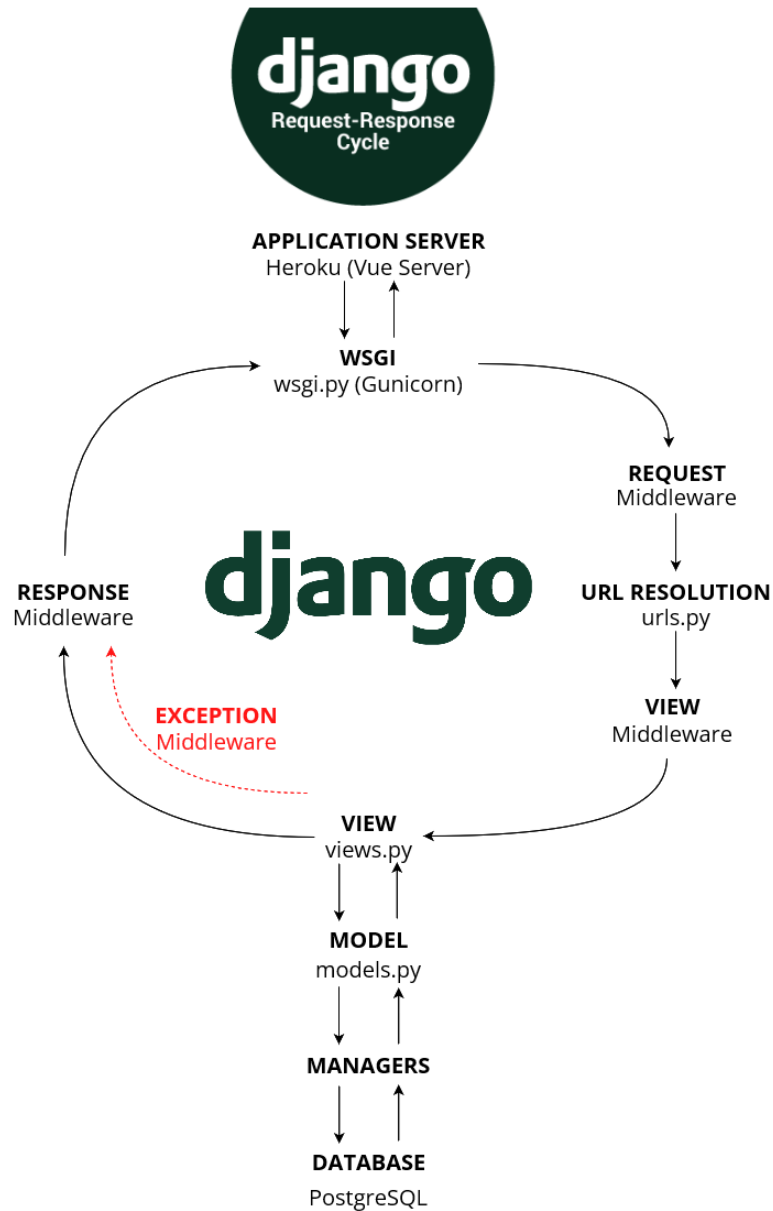 django
Request-Response
Cycle
APPLICATION SERVER
Heroku (Vue Server)
WSGI
wsgi.py (Gunicorn)
REQUEST
Middleware
URL RESOLUTION
urls.py
VIEW
Middleware
django
RESPONSE
Middleware
EXCEPTION
Middleware
VIEW
views.py
MODEL
models.py
MANAGERS
DATABASE
PostgreSQL